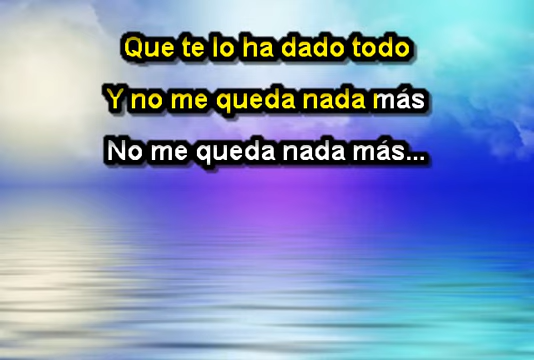 Que te lo ha dado todo
Y no me queda nada más
No me queda nada más...